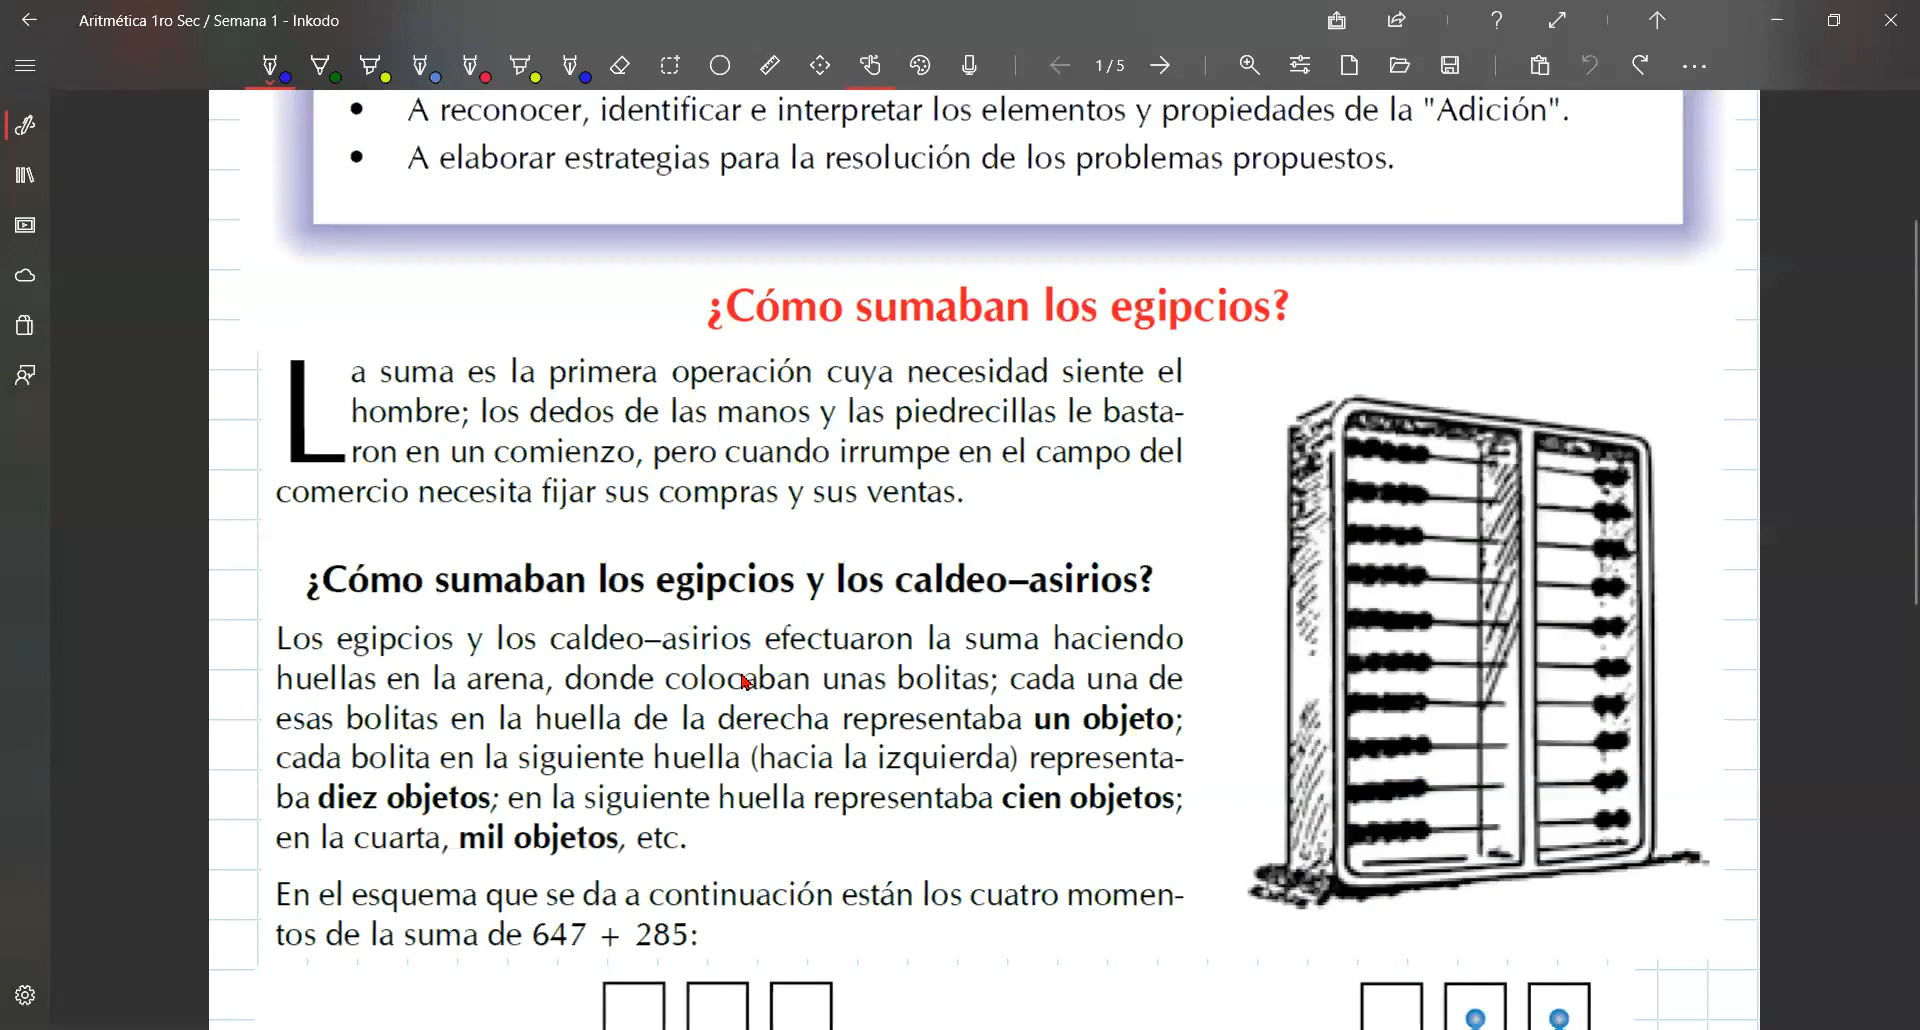 Aritmética 1ro Sec / Semana 1 - Inkodo
1/5
• A reconocer, identificar e interpretar los elementos y propiedades de la "Adición".
• A elaborar estrategias para la resolución de los problemas propuestos.
¿Cómo sumaban los egipcios?
La suma es la primera operación cuya necesidad siente el
hombre; los dedos de las manos y las piedrecillas le basta-
ron en un comienzo, pero cuando irrumpe en el campo del
comercio necesita fijar sus compras y sus ventas.
¿Cómo sumaban los egipcios y los caldeo–asirios?
Los egipcios y los caldeo–asirios efectuaron la suma haciendo
huellas en la arena, donde colocaban unas bolitas; cada una de
esas bolitas en la huella de la derecha representaba un objeto;
cada bolita en la siguiente huella (hacia la izquierda) representa-
ba diez objetos; en la siguiente huella representaba cien objetos;
en la cuarta, mil objetos, etc.
En el esquema que se da a continuación están los cuatro momen-
tos de la suma de 647 + 285: